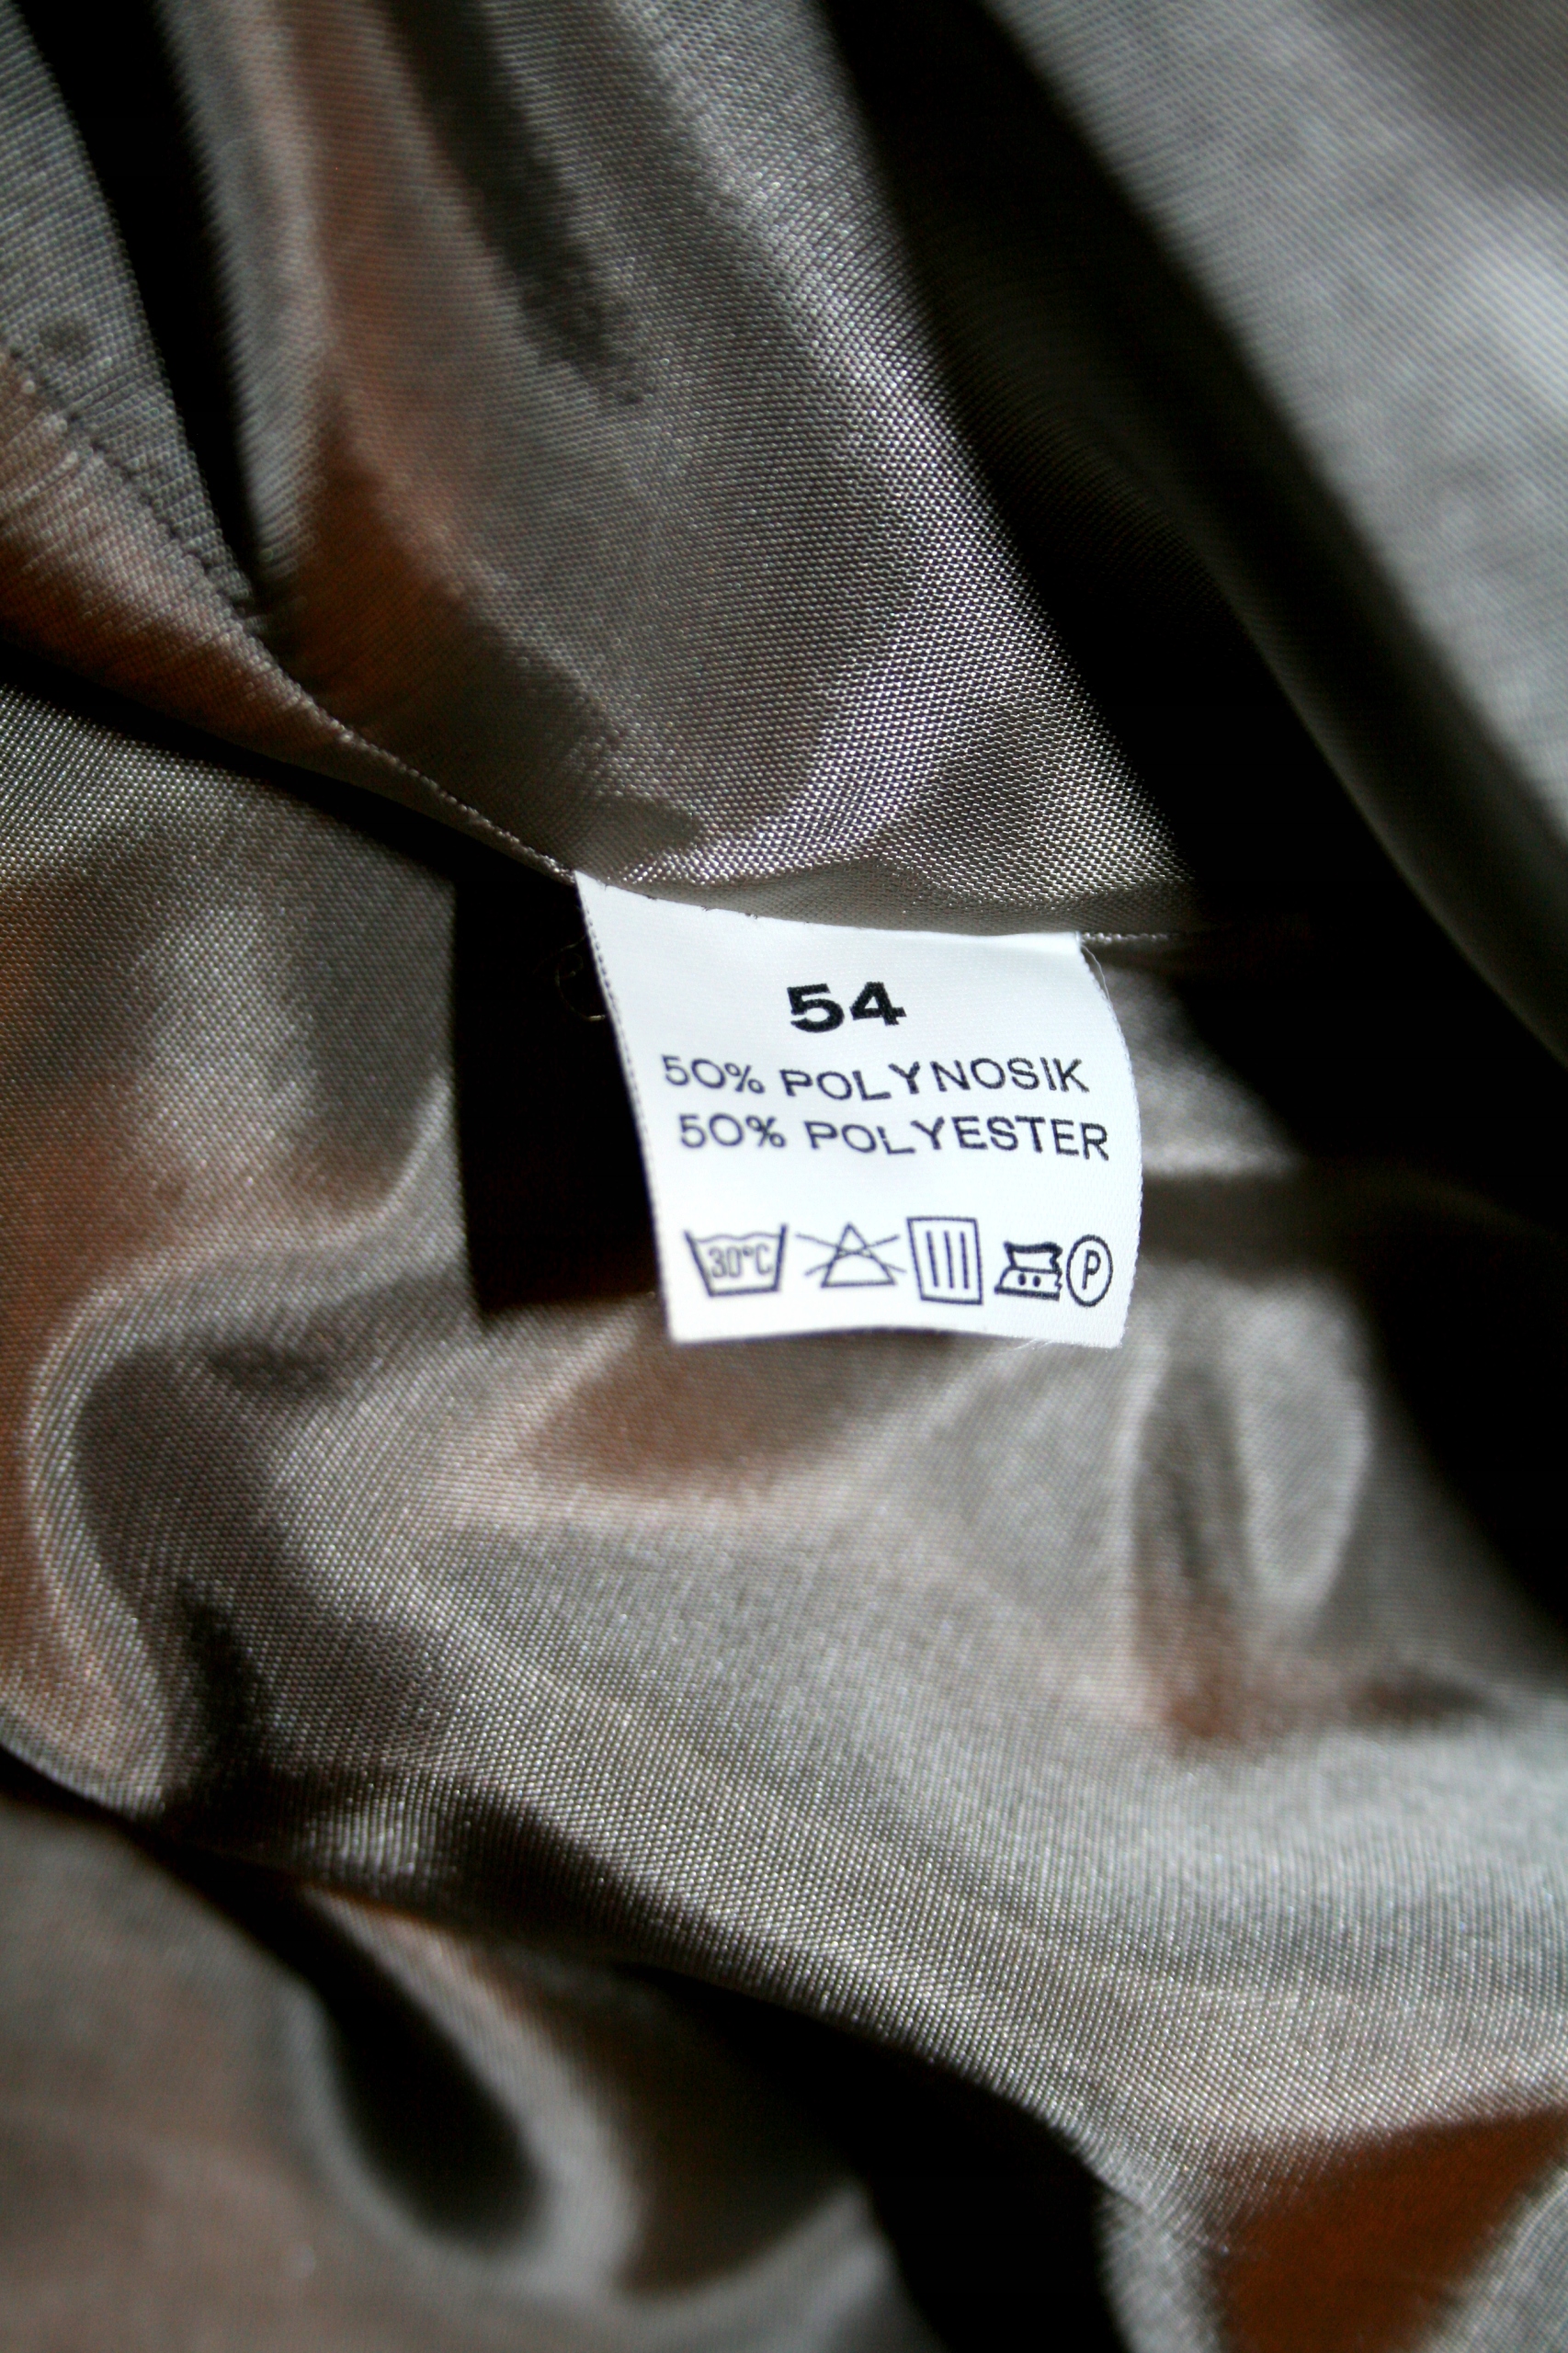 54
50% POLYNOSIK
50% POLYESTER
30°C P